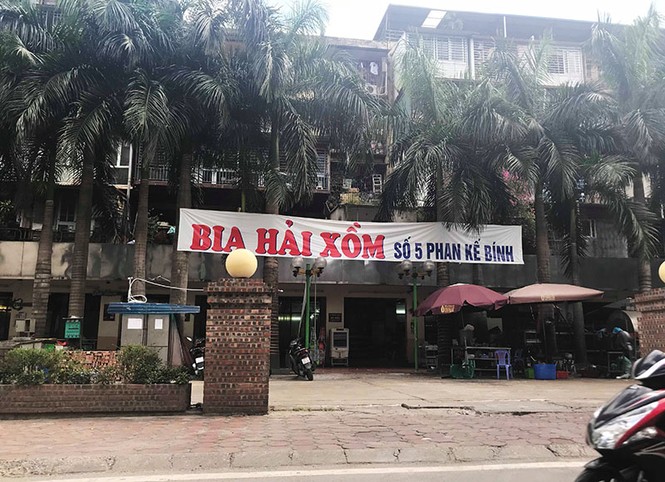 BIA HẢI XỒM SỐ 5 PHAN KẾ BÍNH